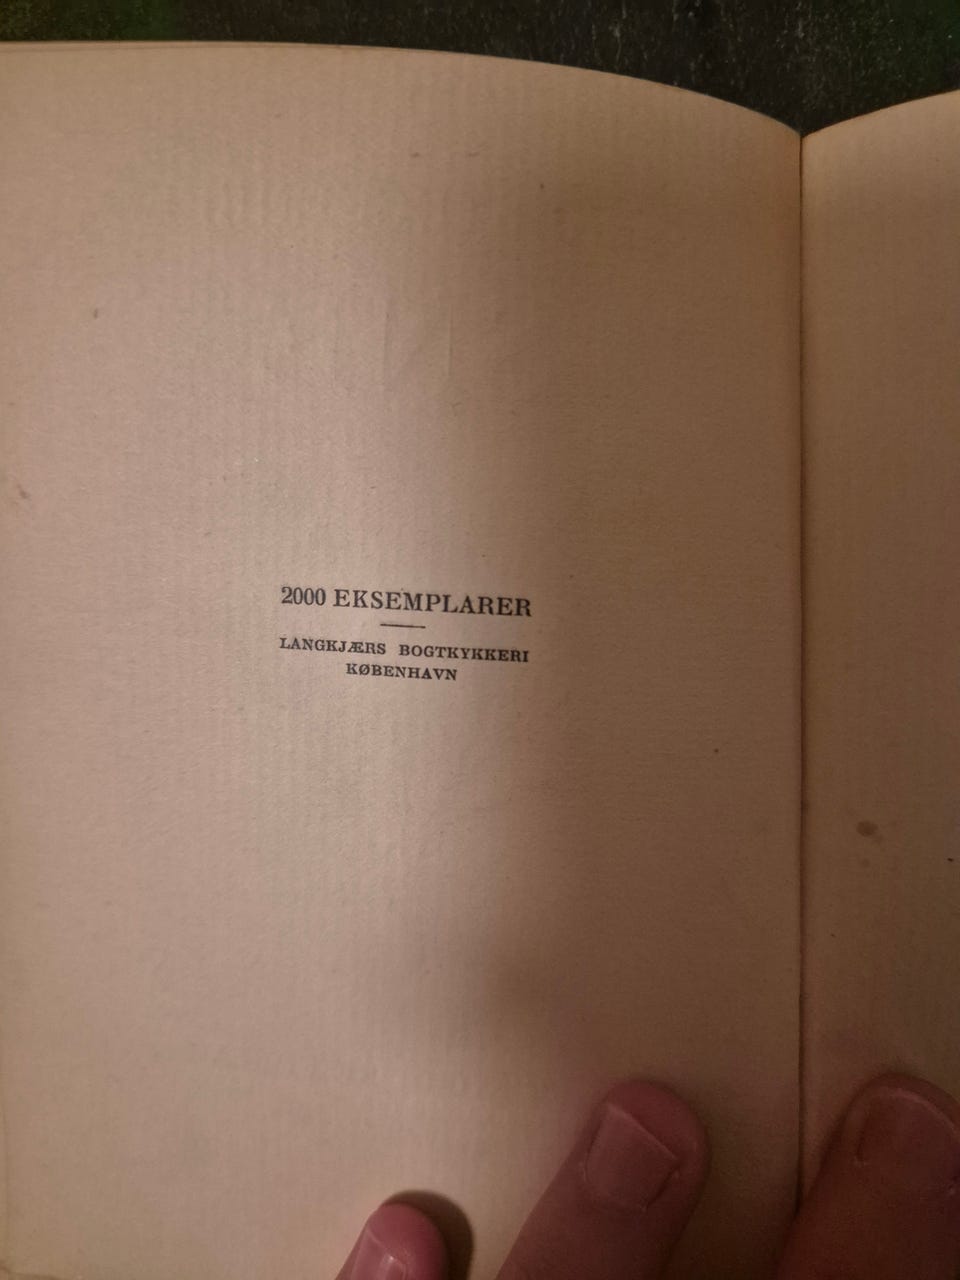 2000 EKSEMPLARER
LANGKJÆRS BOGTKYKKERI
KØBENHAVN